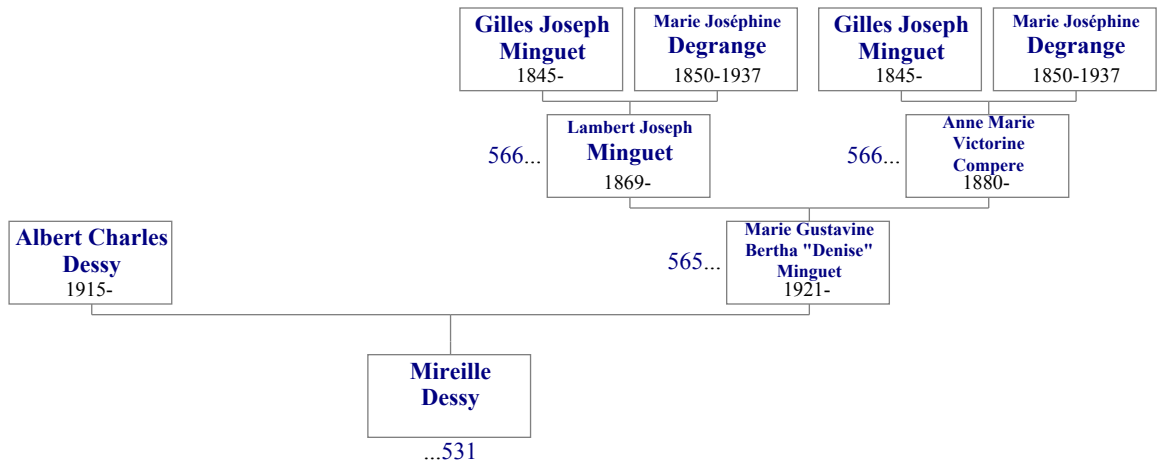 Gilles Joseph
Minguet
1845-
Marie Joséphine
Degrange
1850-1937
Gilles Joseph
Minguet
1845-
Marie Joséphine
Degrange
1850-1937
566...
Lambert Joseph
Minguet
1869-
566...
Anne Marie
Victorine
Compere
1880-
Albert Charles
Dessy
1915-
565...
Marie Gustavine
Bertha "Denise"
Minguet
1921-
Mireille
Dessy
...531